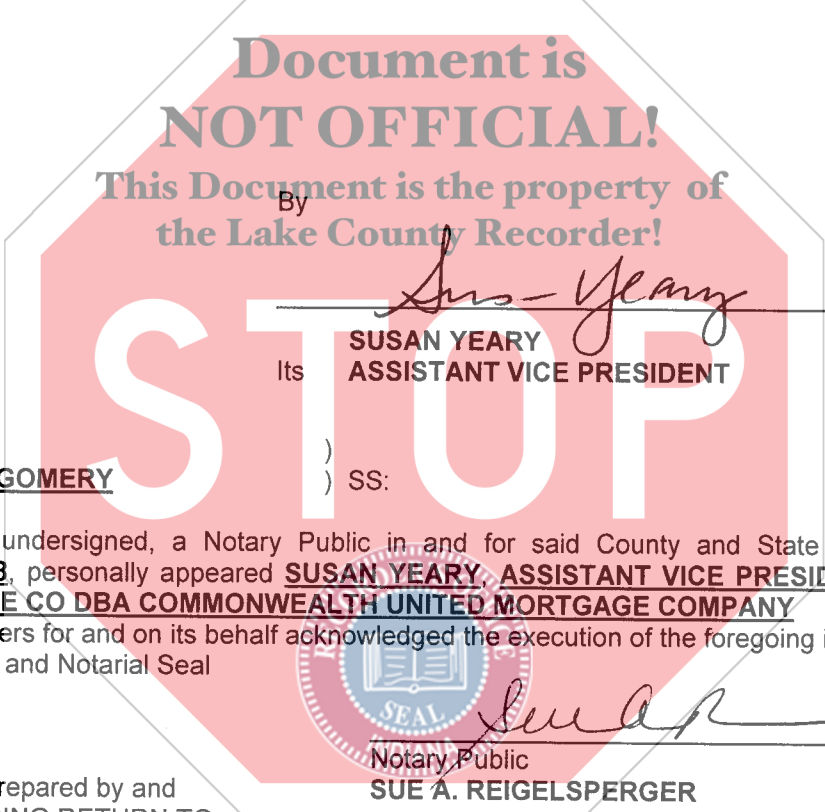 Document is
NOT OFFICIAL!
This Document is the property of
the Lake County Recorder!
By
STOP
SUSAN YEARY
Its ASSISTANT VICE PRESIDENT
)
GOMERY ) SS:
undersigned, a Notary Public in and for said County and State
, personally appeared SUSAN YEARY, ASSISTANT VICE PRESID
E CO DBA COMMONWEALTH UNITED MORTGAGE COMPANY
ers for and on its behalf acknowledged the execution of the foregoing i
and Notarial Seal
SEAL
INDIANA
Notary Public
SUE A. REIGELSPERGER
repared by and